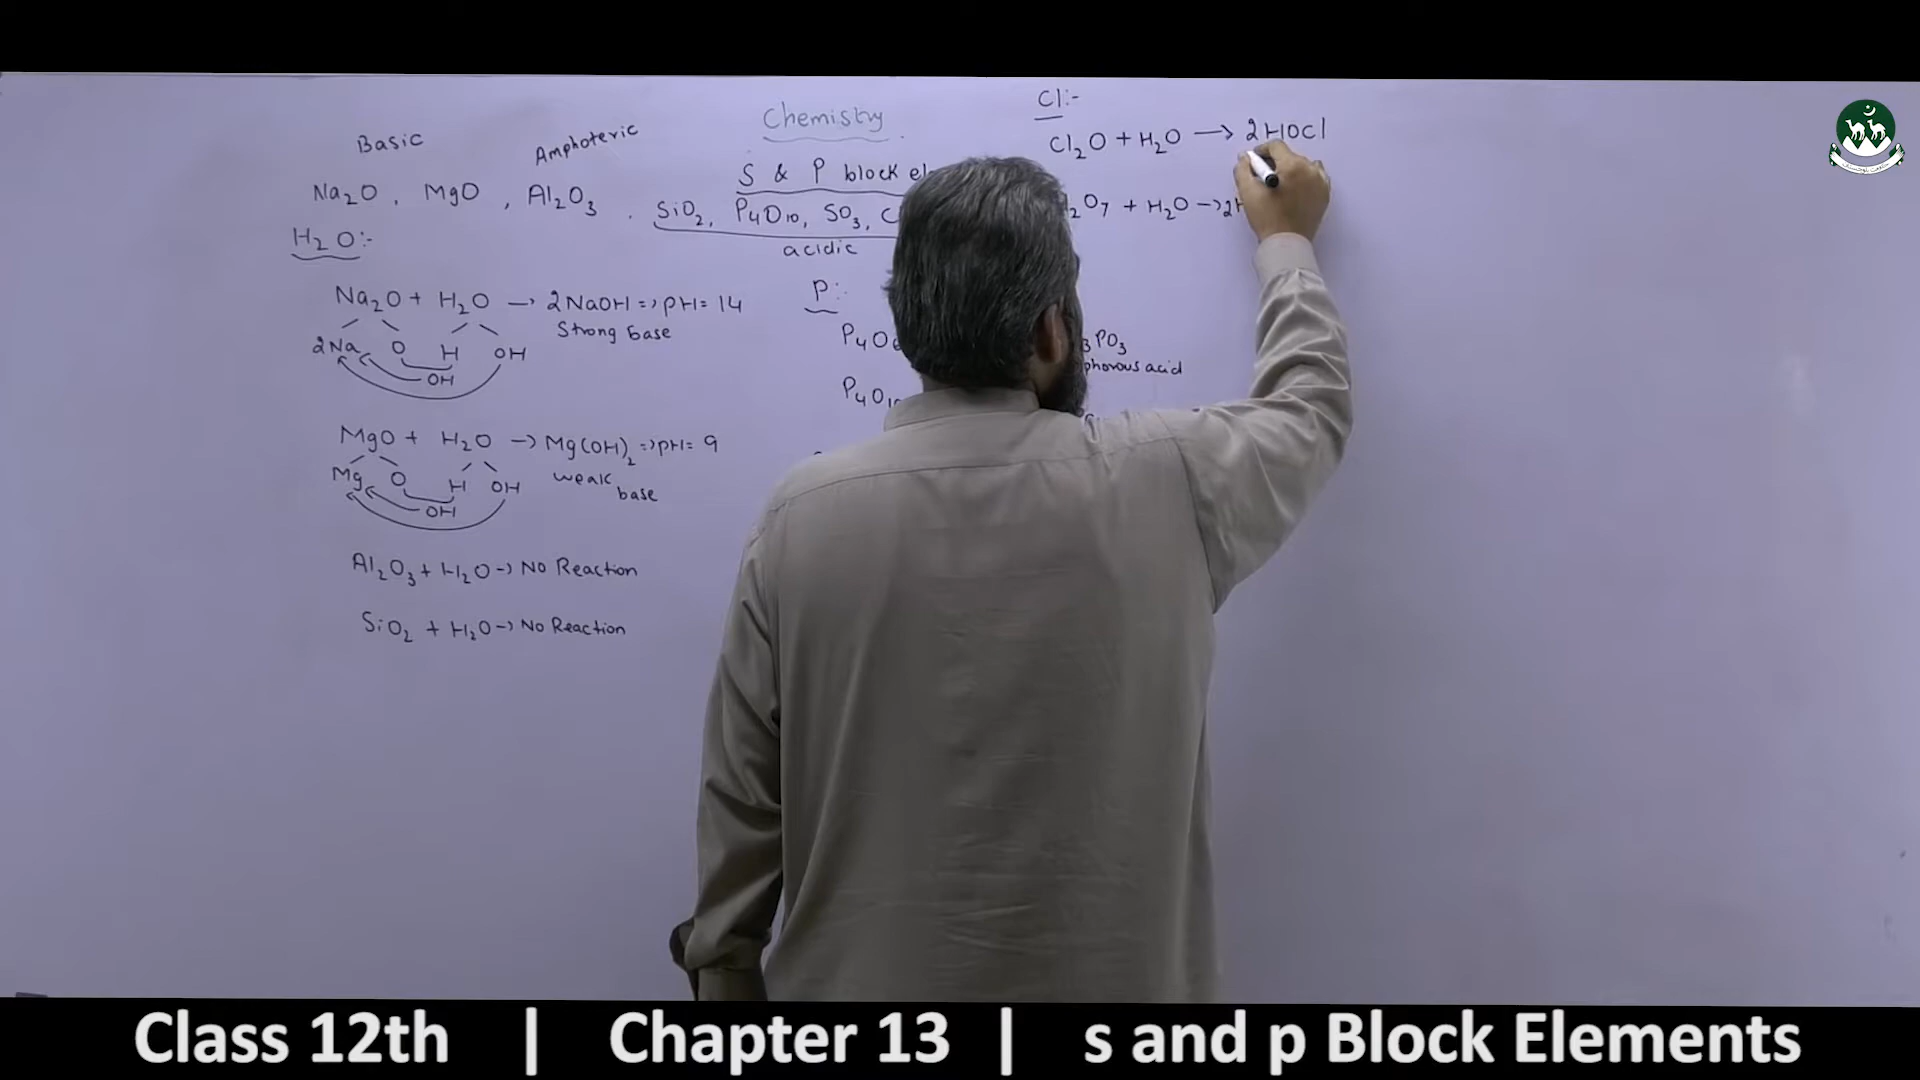 Chemistry
S & P block el
Basic
Amphoteric
Na₂O , MgO , Al₂O₃ , SiO₂, P₄O₁₀, SO₃, C
acidic
H₂O:-
Na₂O + H₂O → 2NaOH => pH = 14
Strong base
2Na O H OH
OH
MgO + H₂O → Mg(OH)₂ => pH = 9
weak base
Mg O H OH
OH
Al₂O₃ + H₂O → No Reaction
SiO₂ + H₂O → No Reaction
P:-
P₄O₆
₃PO₃
phorous acid
P₄O₁₀
Cl:-
Cl₂O + H₂O → 2HOCl
₂O₇ + H₂O → 2H
Class 12th | Chapter 13 | s and p Block Elements